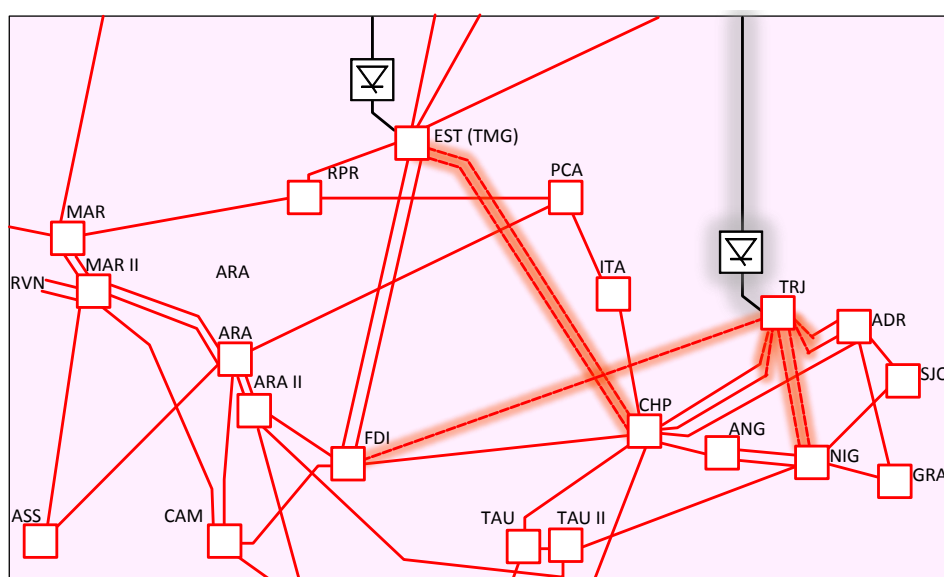 EST (TMG)
RPR
PCA
MAR
MAR II
RVN
ARA
ITA
TRJ
ARA
ADR
ARA II
SJC
CHP
FDI
ANG
NIG
GRA
ASS
CAM
TAU
TAU II